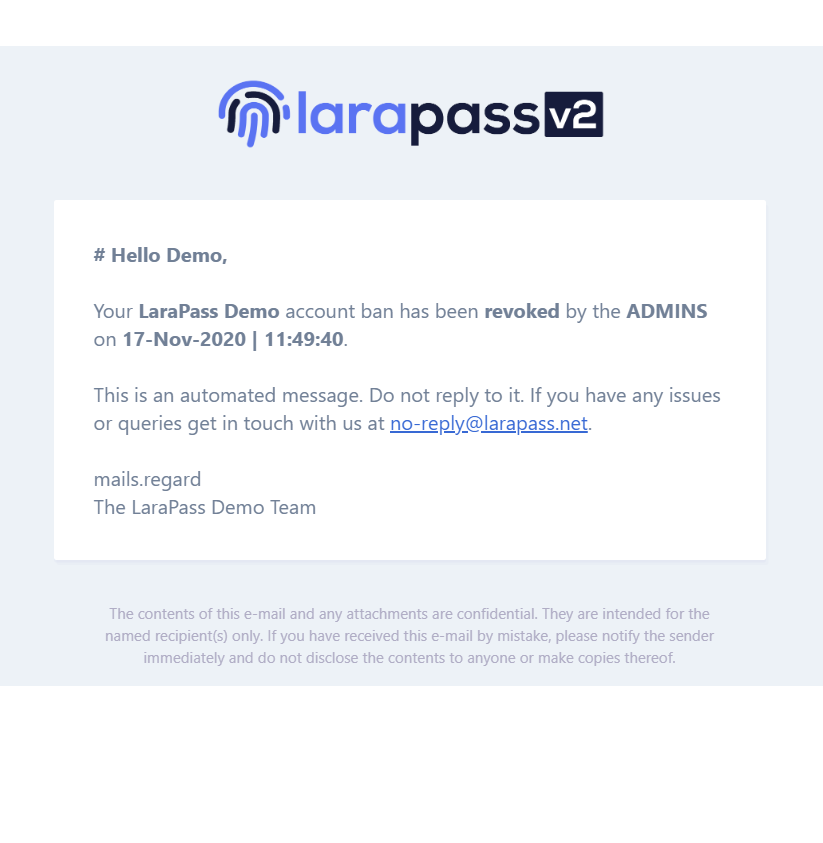 larapass v2
# Hello Demo,
Your LaraPass Demo account ban has been revoked by the ADMINS
on 17-Nov-2020 | 11:49:40.
This is an automated message. Do not reply to it. If you have any issues
or queries get in touch with us at no-reply@larapass.net.
mails.regard
The LaraPass Demo Team
The contents of this e-mail and any attachments are confidential. They are intended for the
named recipient(s) only. If you have received this e-mail by mistake, please notify the sender
immediately and do not disclose the contents to anyone or make copies thereof.